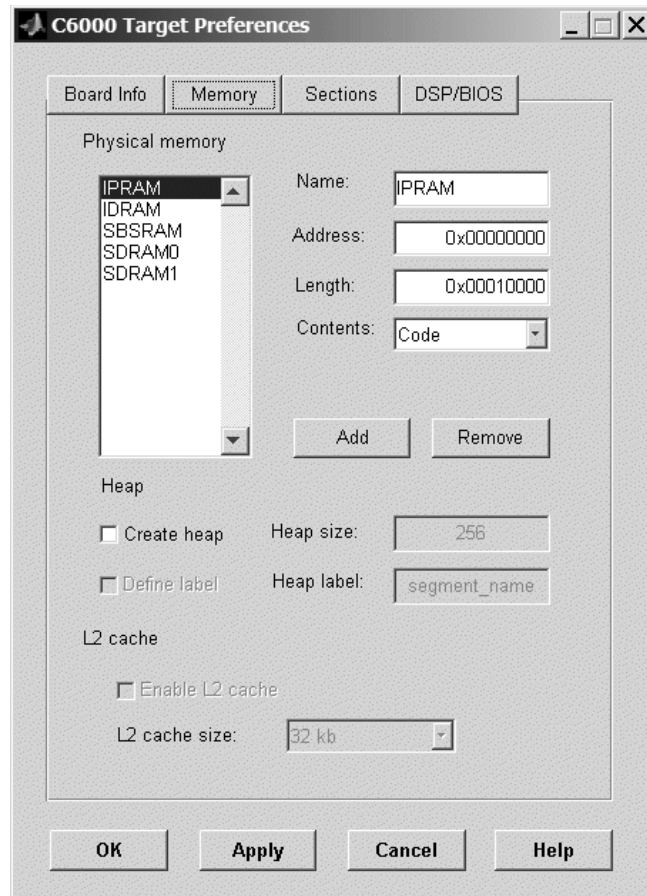 C6000 Target Preferences
Board Info Memory Sections DSP/BIOS
Physical memory
IPRAM
IDRAM
SBSRAM
SDRAM0
SDRAM1
Name: IPRAM
Address: 0x00000000
Length: 0x00010000
Contents: Code
Add Remove
Heap
Create heap Heap size: 256
Define label Heap label: segment_name
L2 cache
Enable L2 cache
L2 cache size: 32 kb
OK Apply Cancel Help